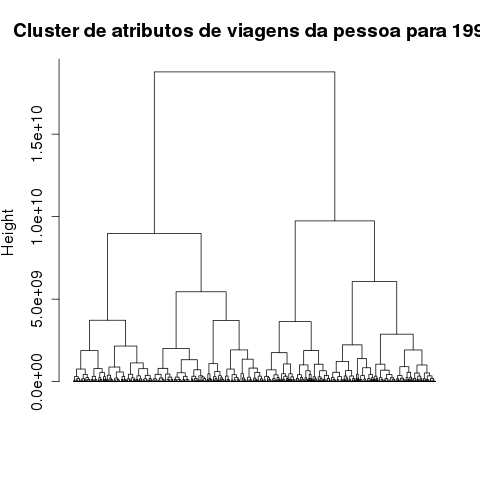 Cluster de atributos de viagens da pessoa para 199
Height
1.5e+10
1.0e+10
5.0e+09
0.0e+00